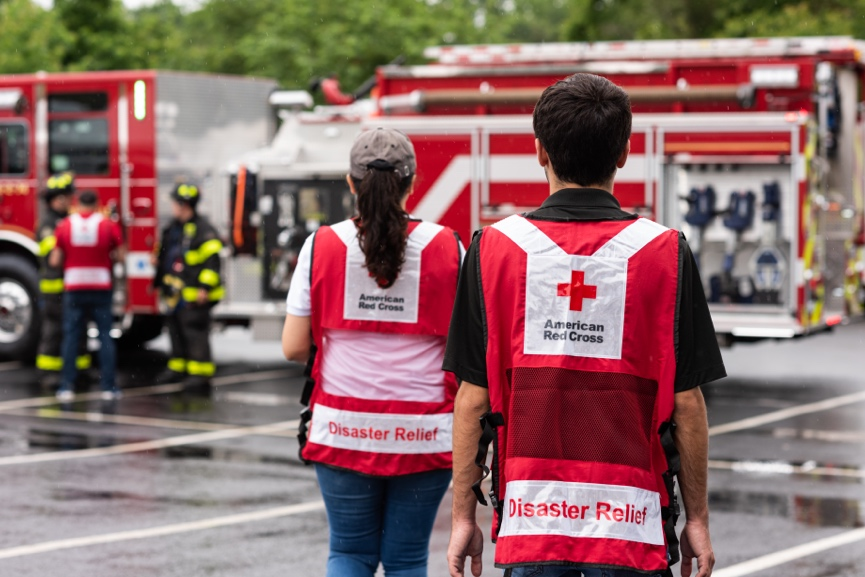 American
Red Cross
Disaster Relief
American
Red Cross
Disaster Relief